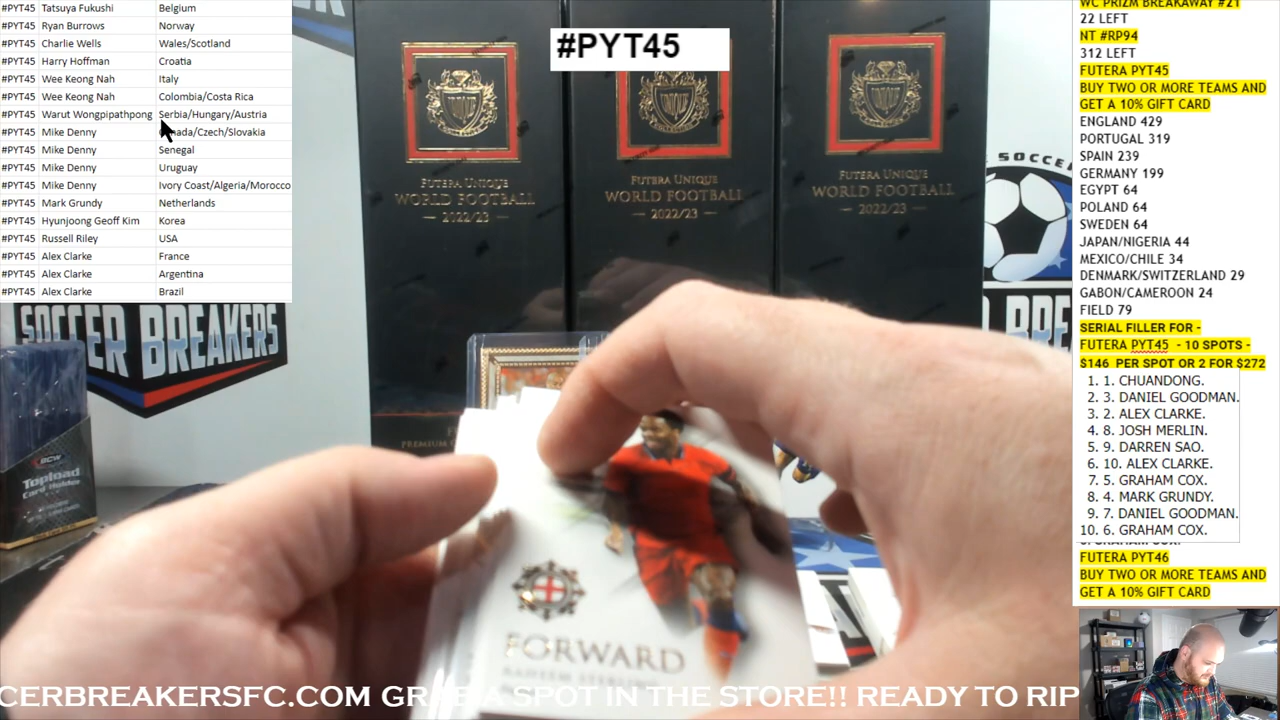 #PYT45 Tatsuya Fukushi Belgium
#PYT45 Ryan Burrows Norway
#PYT45 Charlie Wells Wales/Scotland
#PYT45 Harry Hoffman Croatia
#PYT45 Wee Keong Nah Italy
#PYT45 Wee Keong Nah Colombia/Costa Rica
#PYT45 Warut Wongpipathpong Serbia/Hungary/Austria
#PYT45 Mike Denny Canada/Czech/Slovakia
#PYT45 Mike Denny Senegal
#PYT45 Mike Denny Uruguay
#PYT45 Mike Denny Ivory Coast/Algeria/Morocco
#PYT45 Mark Grundy Netherlands
#PYT45 Hyunjoong Geoff Kim Korea
#PYT45 Russell Riley USA
#PYT45 Alex Clarke France
#PYT45 Alex Clarke Argentina
#PYT45 Alex Clarke Brazil
#PYT45
UNIQUE
FUTERA UNIQUE
WORLD FOOTBALL
2022/23
UNIQUE
FUTERA UNIQUE
WORLD FOOTBALL
2022/23
UNIQUE
FUTERA UNIQUE
WORLD FOOTBALL
2022/23
SOCCER
SOCCER BREAKERS
BCW
Topload
Card Holder
FORWARD
WC PRIZM BREAKAWAY #21
22 LEFT
NT #RP94
312 LEFT
FUTERA PYT45
BUY TWO OR MORE TEAMS AND
GET A 10% GIFT CARD
ENGLAND 429
PORTUGAL 319
SPAIN 239
GERMANY 199
EGYPT 64
POLAND 64
SWEDEN 64
JAPAN/NIGERIA 44
MEXICO/CHILE 34
DENMARK/SWITZERLAND 29
GABON/CAMEROON 24
FIELD 79
SERIAL FILLER FOR -
FUTERA PYT45 - 10 SPOTS -
$146 PER SPOT OR 2 FOR $272
1. 1. CHUANDONG.
2. 3. DANIEL GOODMAN.
3. 2. ALEX CLARKE.
4. 8. JOSH MERLIN.
5. 9. DARREN SAO.
6. 10. ALEX CLARKE.
7. 5. GRAHAM COX.
8. 4. MARK GRUNDY.
9. 7. DANIEL GOODMAN.
10. 6. GRAHAM COX.
FUTERA PYT46
BUY TWO OR MORE TEAMS AND
GET A 10% GIFT CARD
CERBREAKERSFC.COM GRAB A SPOT IN THE STORE!! READY TO RIP